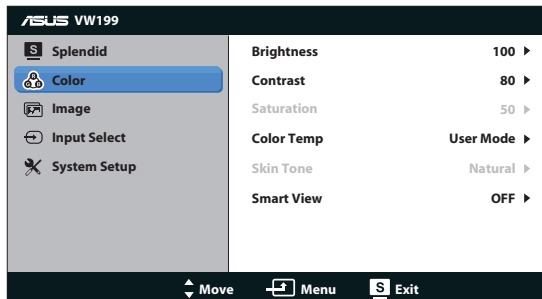 ASUS VW199
S Splendid
Color
Image
Input Select
System Setup
Brightness 100
Contrast 80
Saturation 50
Color Temp User Mode
Skin Tone Natural
Smart View OFF
Move Menu S Exit